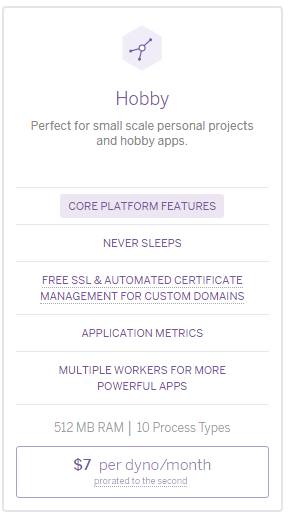 Hobby
Perfect for small scale personal projects
and hobby apps.
CORE PLATFORM FEATURES
NEVER SLEEPS
FREE SSL & AUTOMATED CERTIFICATE
MANAGEMENT FOR CUSTOM DOMAINS
APPLICATION METRICS
MULTIPLE WORKERS FOR MORE
POWERFUL APPS
512 MB RAM | 10 Process Types
$7 per dyno/month
prorated to the second